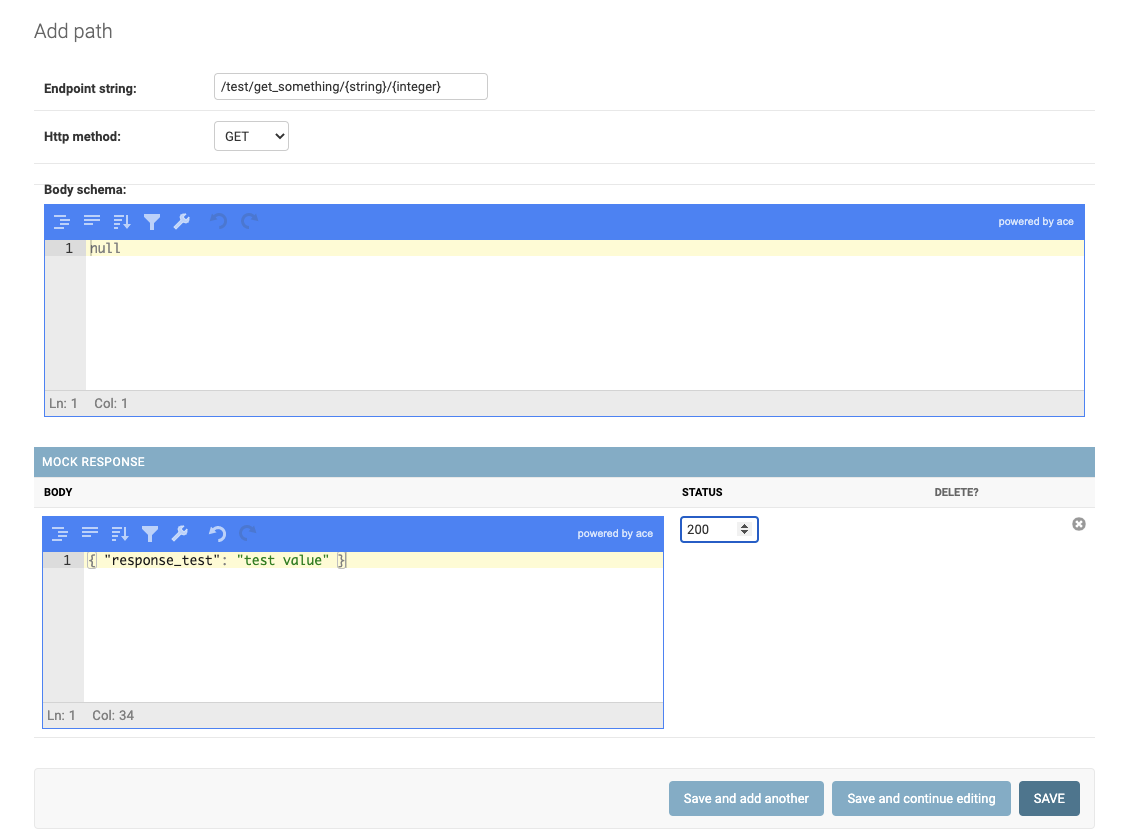 Add path
Endpoint string: /test/get_something/{string}/{integer}
Http method: GET
Body schema:
powered by ace
1 null
Ln: 1 Col: 1
MOCK RESPONSE
BODY STATUS DELETE?
powered by ace 200
1 { "response_test": "test value" }
Ln: 1 Col: 34
Save and add another Save and continue editing SAVE